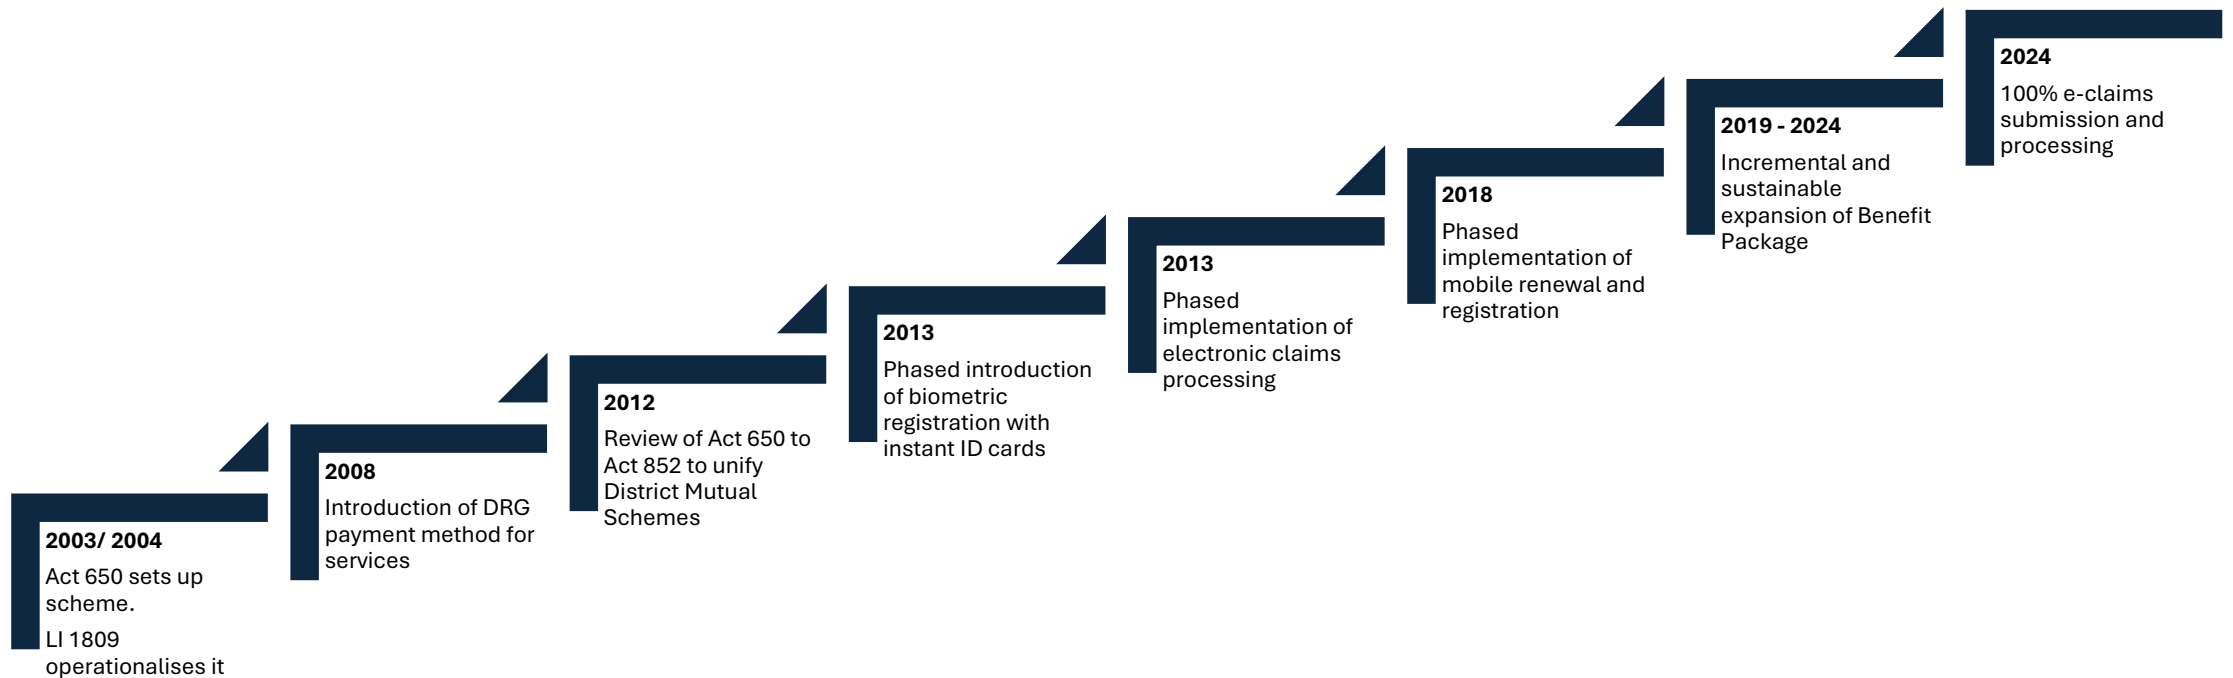 2003/ 2004
Act 650 sets up
scheme.
LI 1809
operationalises it
2008
Introduction of DRG
payment method for
services
2012
Review of Act 650 to
Act 852 to unify
District Mutual
Schemes
2013
Phased introduction
of biometric
registration with
instant ID cards
2013
Phased
implementation of
electronic claims
processing
2018
Phased
implementation of
mobile renewal and
registration
2019 - 2024
Incremental and
sustainable
expansion of Benefit
Package
2024
100% e-claims
submission and
processing